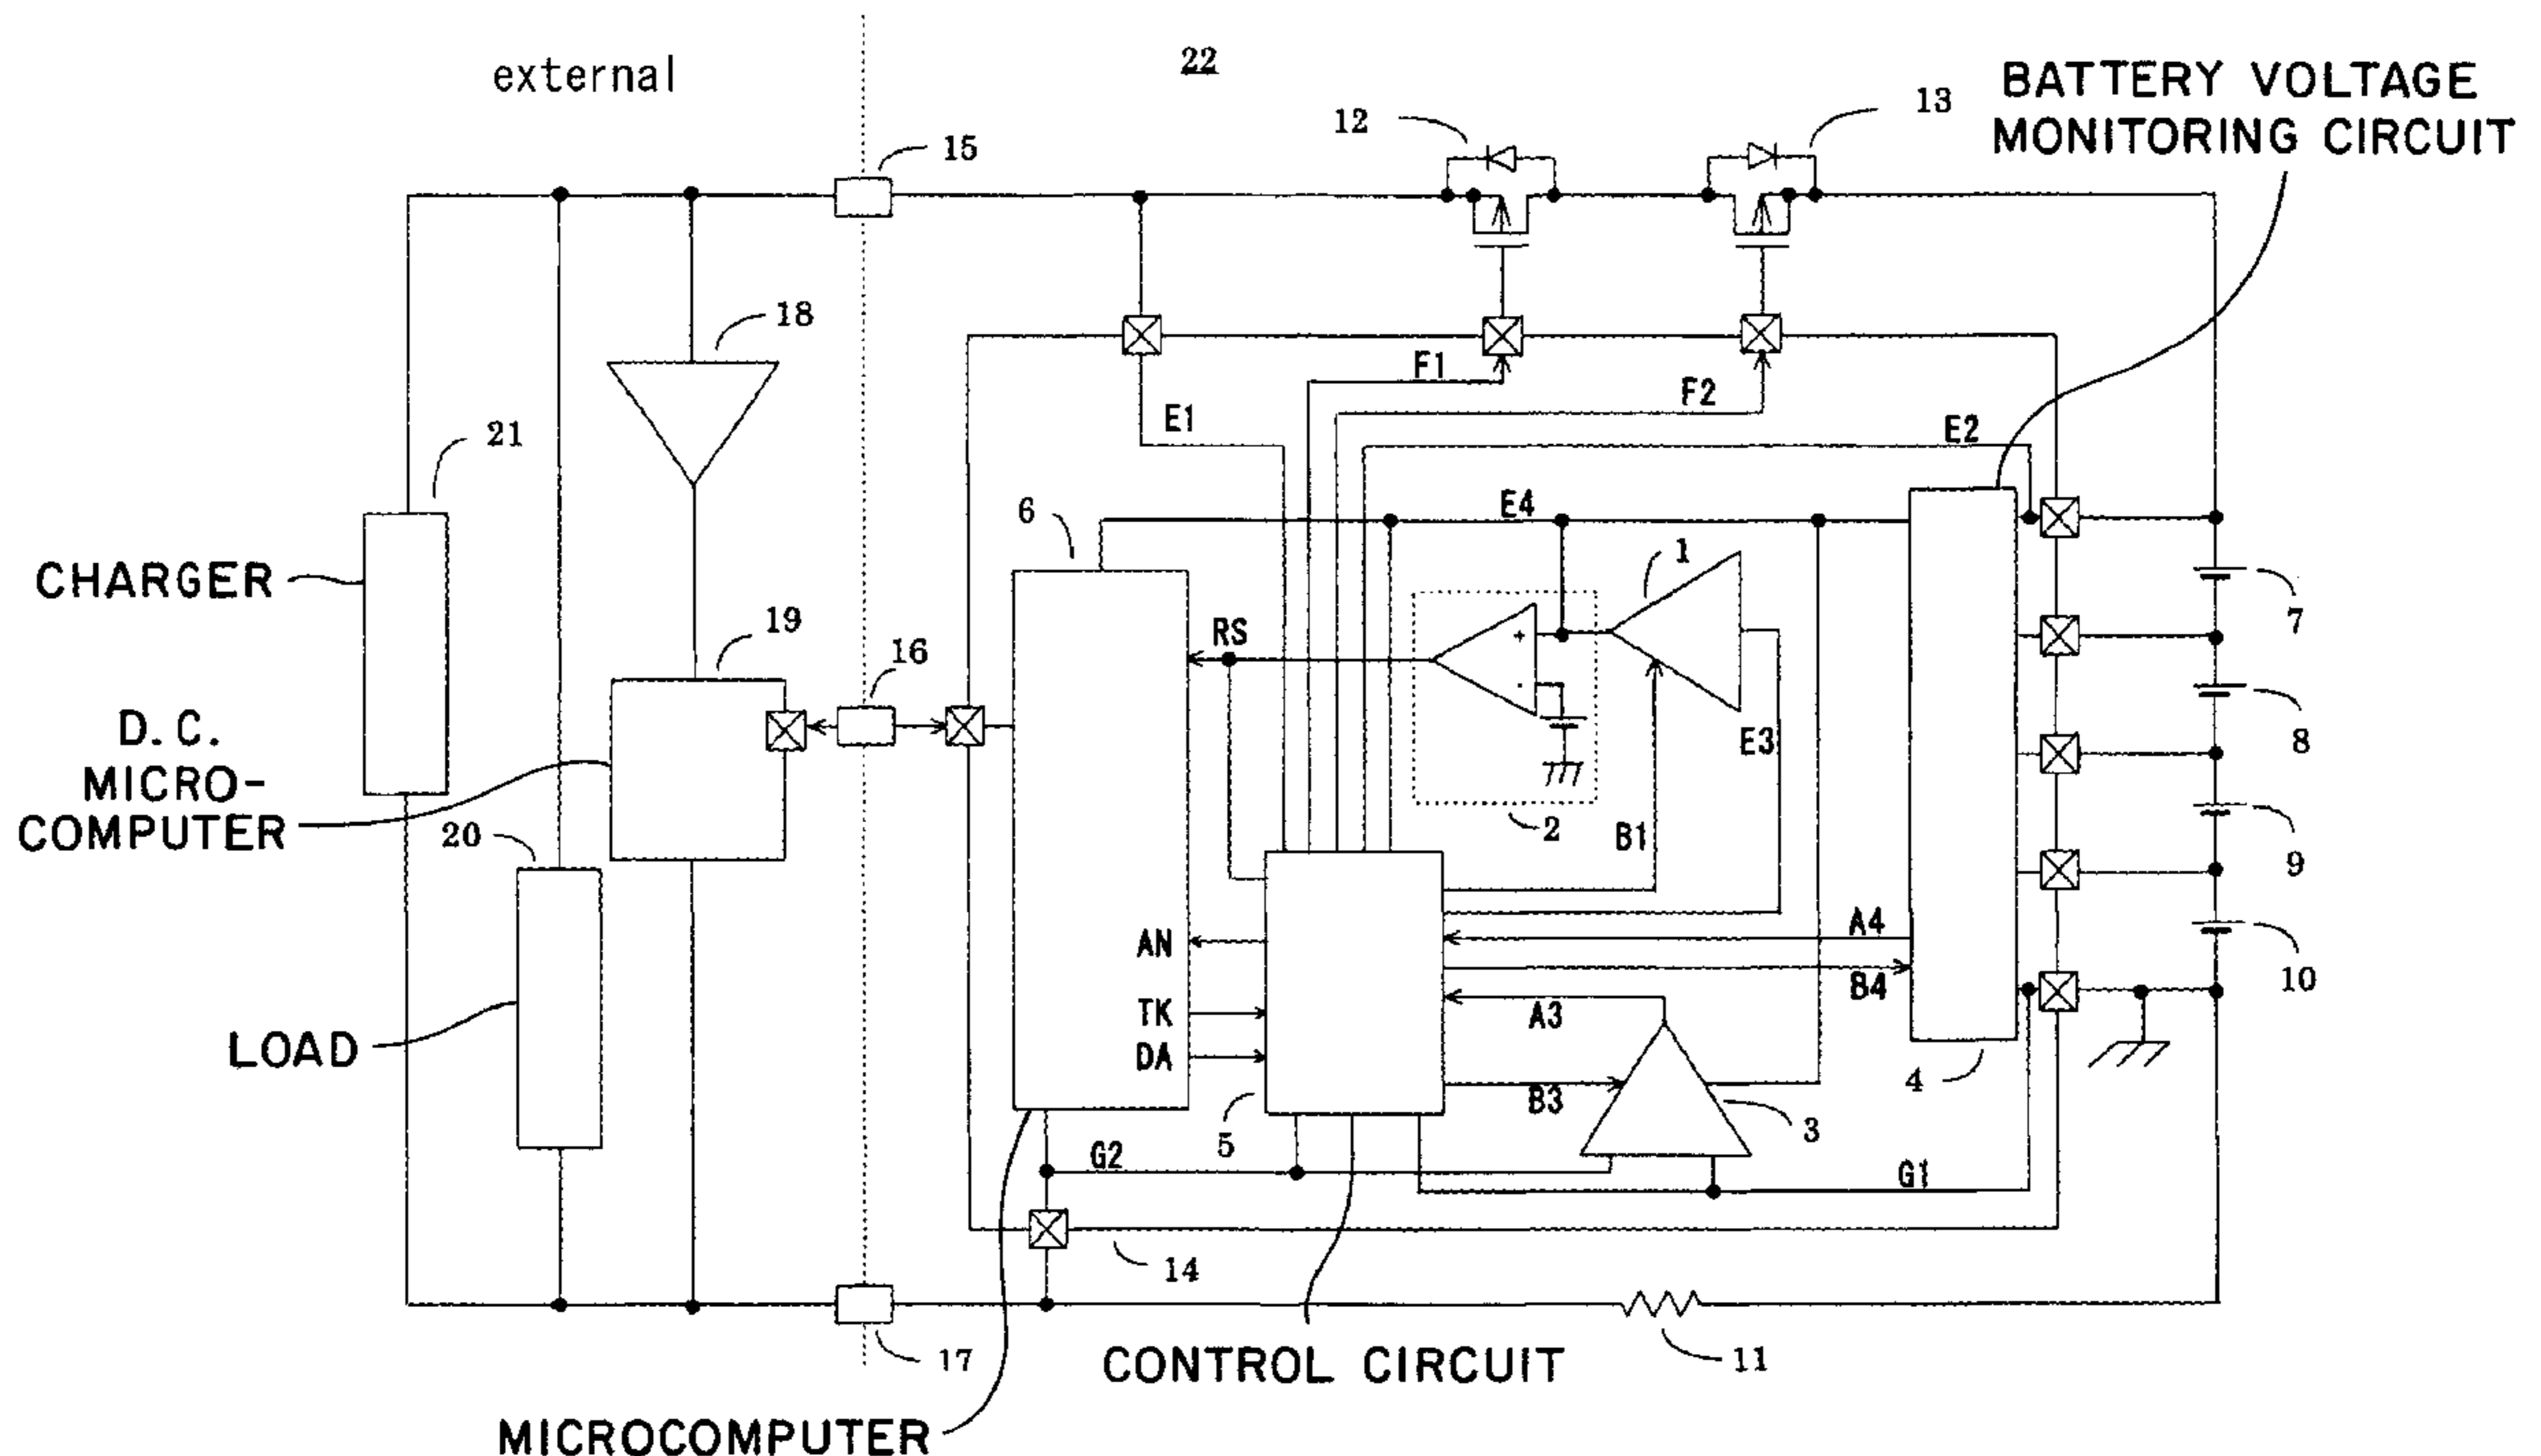 external
22
BATTERY VOLTAGE
MONITORING CIRCUIT
12
13
15
18
F1
F2
E1
E2
21
6
E4
1
CHARGER
7
19
RS
16
+
-
E3
8
D.C.
MICRO-
COMPUTER
20
2
B1
9
AN
A4
B4
10
TK
A3
LOAD
DA
B3
5
3
4
G2
G1
14
17
CONTROL CIRCUIT
11
MICROCOMPUTER